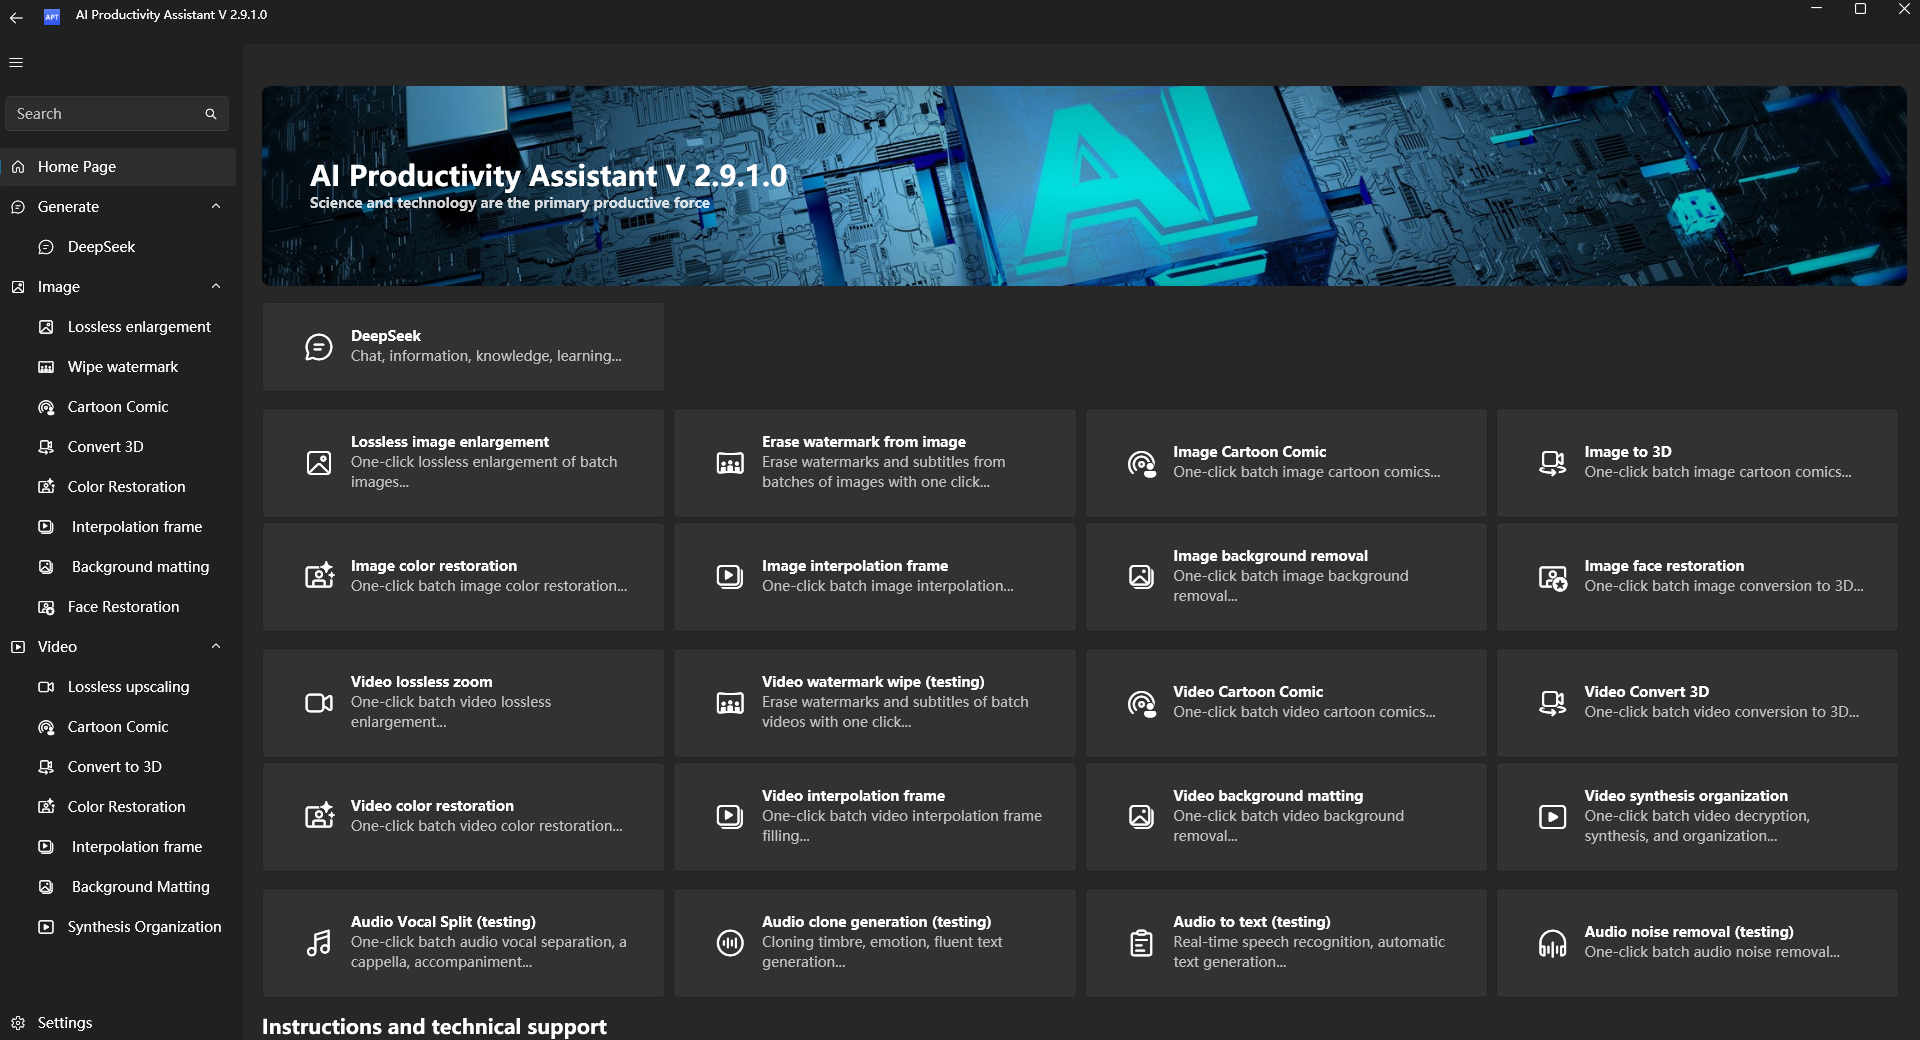 APT
AI Productivity Assistant V 2.9.1.0
Search
Home Page
Generate
DeepSeek
Image
Lossless enlargement
Wipe watermark
Cartoon Comic
Convert 3D
Color Restoration
Interpolation frame
Background matting
Face Restoration
Video
Lossless upscaling
Cartoon Comic
Convert to 3D
Color Restoration
Interpolation frame
Background Matting
Synthesis Organization
Settings
AI Productivity Assistant V 2.9.1.0
Science and technology are the primary productive force
AI
DeepSeek
Chat, information, knowledge, learning...
Lossless image enlargement
One-click lossless enlargement of batch
images...
Erase watermark from image
Erase watermarks and subtitles from
batches of images with one click...
Image Cartoon Comic
One-click batch image cartoon comics...
Image to 3D
One-click batch image cartoon comics...
Image color restoration
One-click batch image color restoration...
Image interpolation frame
One-click batch image interpolation...
Image background removal
One-click batch image background
removal...
Image face restoration
One-click batch image conversion to 3D...
Video lossless zoom
One-click batch video lossless
enlargement...
Video watermark wipe (testing)
Erase watermarks and subtitles of batch
videos with one click...
Video Cartoon Comic
One-click batch video cartoon comics...
Video Convert 3D
One-click batch video conversion to 3D...
Video color restoration
One-click batch video color restoration...
Video interpolation frame
One-click batch video interpolation frame
filling...
Video background matting
One-click batch video background
removal...
Video synthesis organization
One-click batch video decryption,
synthesis, and organization...
Audio Vocal Split (testing)
One-click batch audio vocal separation, a
cappella, accompaniment...
Audio clone generation (testing)
Cloning timbre, emotion, fluent text
generation...
Audio to text (testing)
Real-time speech recognition, automatic
text generation...
Audio noise removal (testing)
One-click batch audio noise removal...
Instructions and technical support